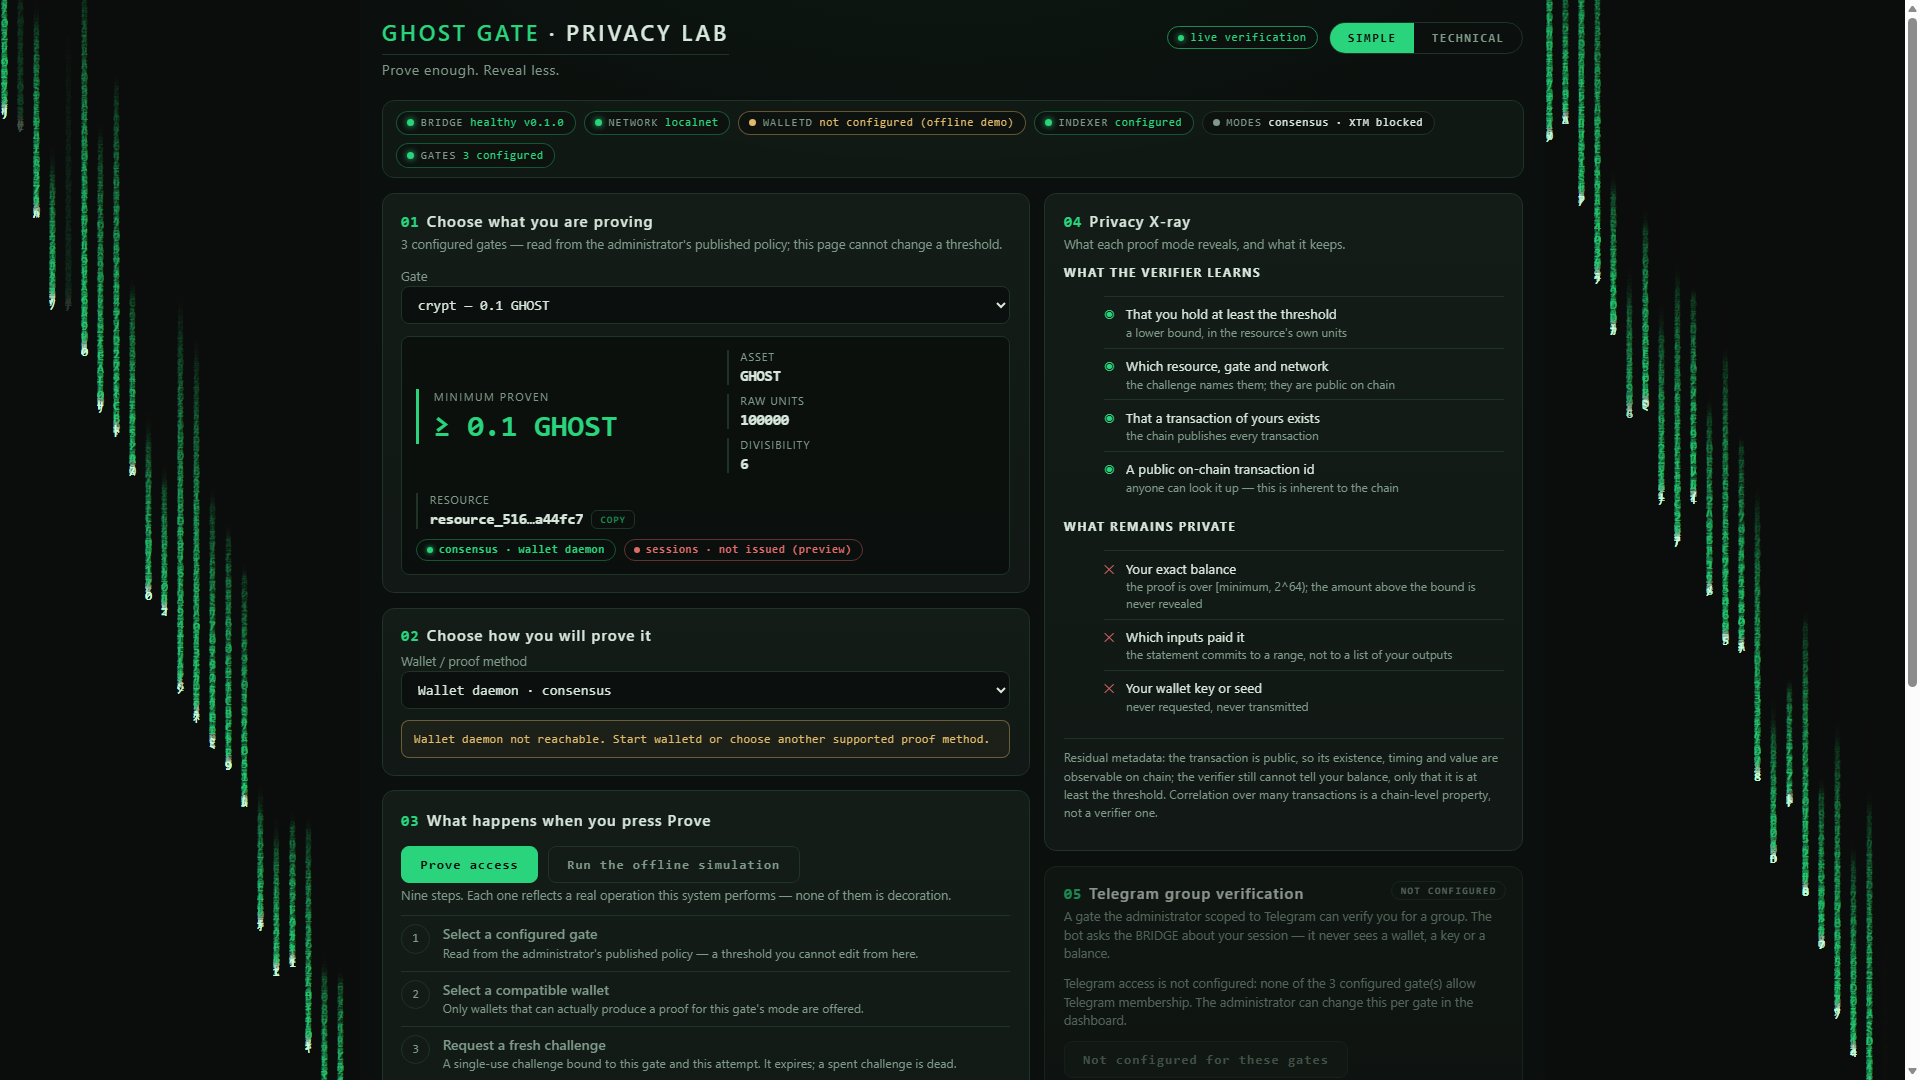 GHOST GATE · PRIVACY LAB
Prove enough. Reveal less.
live verification
SIMPLE
TECHNICAL
BRIDGE healthy v0.1.0
NETWORK localnet
WALLETD not configured (offline demo)
INDEXER configured
MODES consensus · XTM blocked
GATES 3 configured
01 Choose what you are proving
3 configured gates — read from the administrator's published policy; this page cannot change a threshold.
Gate
crypt — 0.1 GHOST
MINIMUM PROVEN
≥ 0.1 GHOST
ASSET
GHOST
RAW UNITS
100000
DIVISIBILITY
6
RESOURCE
resource_516…a44fc7
COPY
consensus · wallet daemon
sessions · not issued (preview)
02 Choose how you will prove it
Wallet / proof method
Wallet daemon · consensus
Wallet daemon not reachable. Start walletd or choose another supported proof method.
03 What happens when you press Prove
Prove access
Run the offline simulation
Nine steps. Each one reflects a real operation this system performs — none of them is decoration.
1 Select a configured gate
Read from the administrator's published policy — a threshold you cannot edit from here.
2 Select a compatible wallet
Only wallets that can actually produce a proof for this gate's mode are offered.
3 Request a fresh challenge
A single-use challenge bound to this gate and this attempt. It expires; a spent challenge is dead.
04 Privacy X-ray
What each proof mode reveals, and what it keeps.
WHAT THE VERIFIER LEARNS
That you hold at least the threshold
a lower bound, in the resource's own units
Which resource, gate and network
the challenge names them; they are public on chain
That a transaction of yours exists
the chain publishes every transaction
A public on-chain transaction id
anyone can look it up — this is inherent to the chain
WHAT REMAINS PRIVATE
Your exact balance
the proof is over [minimum, 2^64); the amount above the bound is
never revealed
Which inputs paid it
the statement commits to a range, not to a list of your outputs
Your wallet key or seed
never requested, never transmitted
Residual metadata: the transaction is public, so its existence, timing and value are
observable on chain; the verifier still cannot tell your balance, only that it is at
least the threshold. Correlation over many transactions is a chain-level property,
not a verifier one.
05 Telegram group verification
NOT CONFIGURED
A gate the administrator scoped to Telegram can verify you for a group. The
bot asks the BRIDGE about your session — it never sees a wallet, a key or a
balance.
Telegram access is not configured: none of the 3 configured gate(s) allow
Telegram membership. The administrator can change this per gate in the
dashboard.
Not configured for these gates